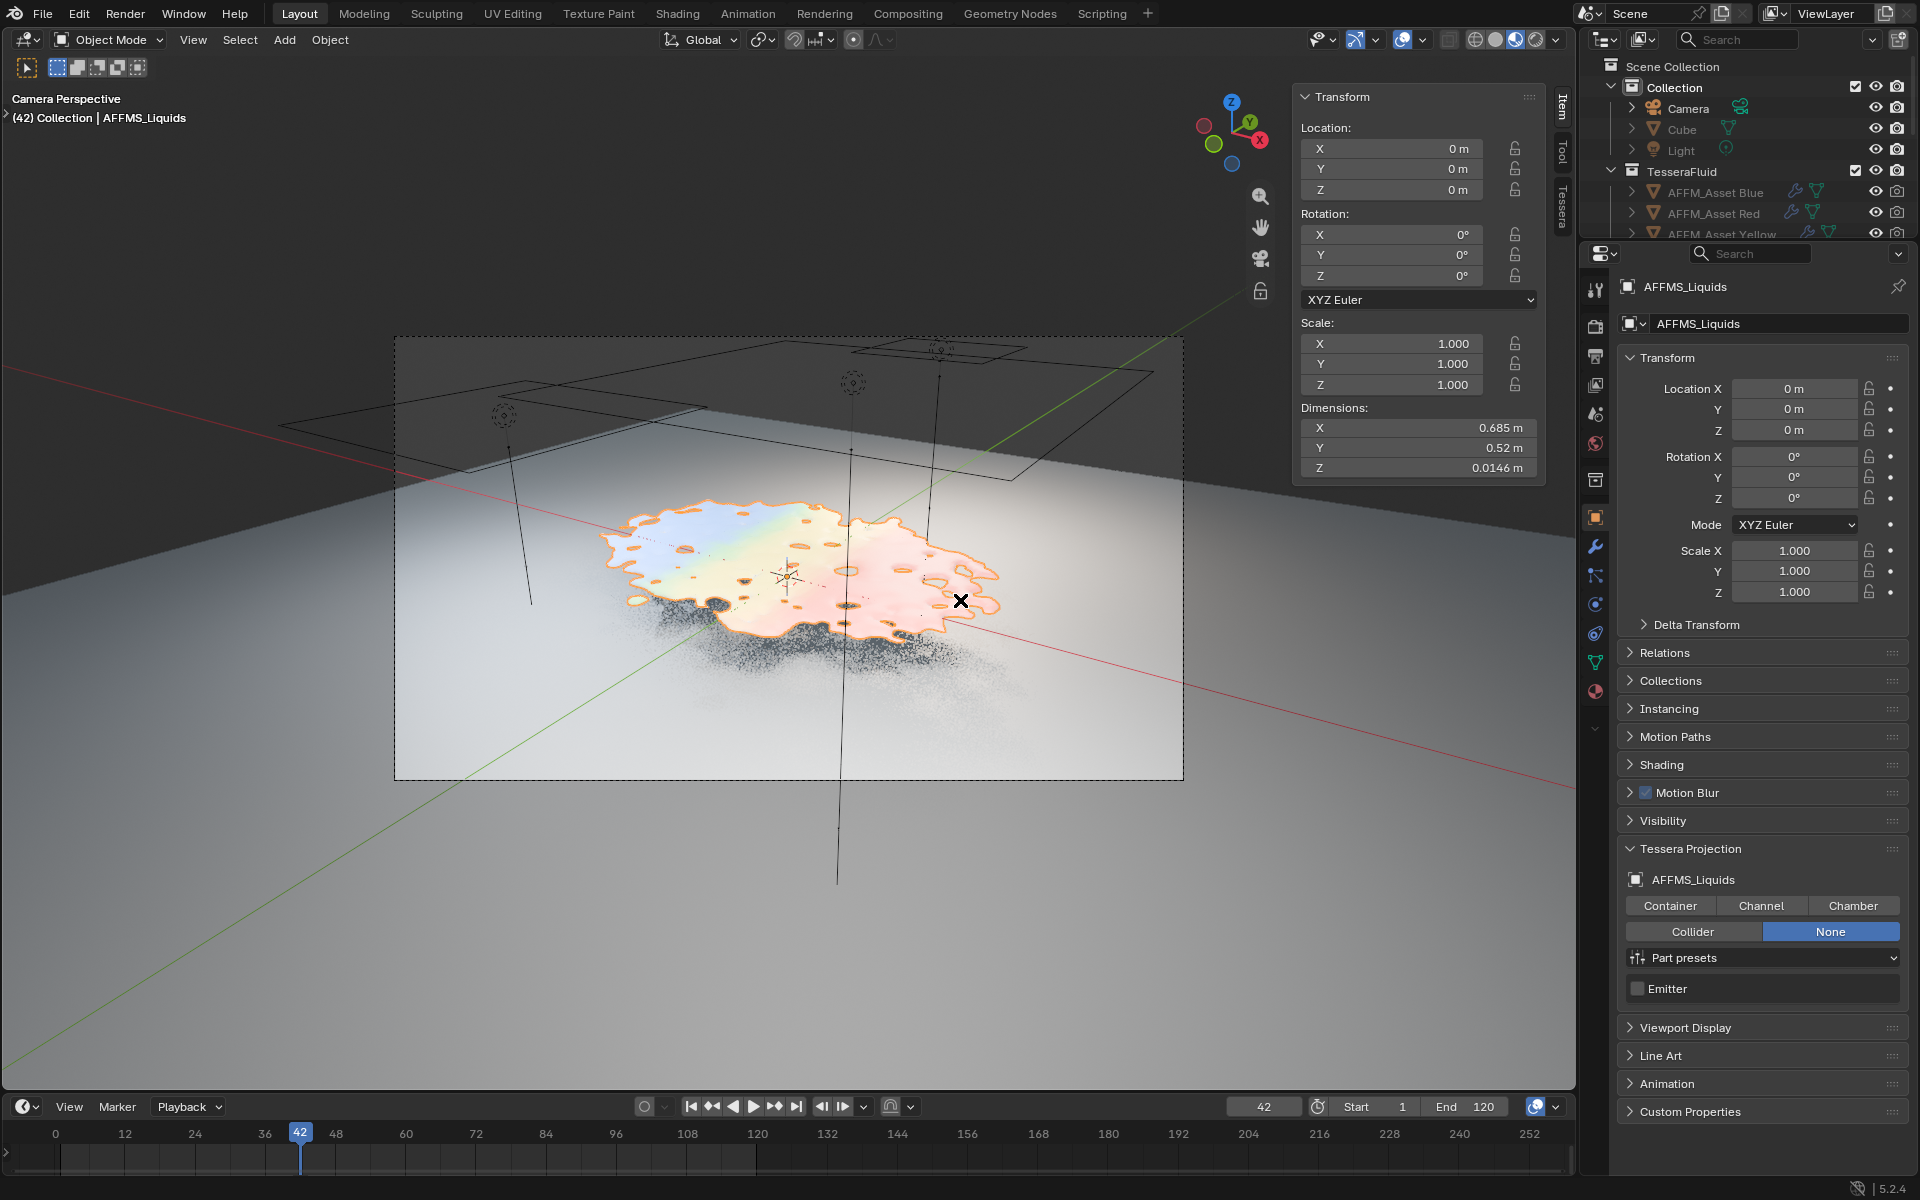 File Edit Render Window Help Layout Modeling Sculpting UV Editing Texture Paint Shading Animation Rendering Compositing Geometry Nodes Scripting Scene ViewLayer
Object Mode View Select Add Object Global Search
Camera Perspective
(42) Collection | AFFMS_Liquids
Z
Y
X
Transform
Location:
X 0 m
Y 0 m
Z 0 m
Rotation:
X 0°
Y 0°
Z 0°
XYZ Euler
Scale:
X 1.000
Y 1.000
Z 1.000
Dimensions:
X 0.685 m
Y 0.52 m
Z 0.0146 m
Item
Tool
Tessera
Scene Collection
Collection
Camera
Cube
Light
TesseraFluid
AFFM_Asset Blue
AFFM_Asset Red
AFFM_Asset Yellow
Search
AFFMS_Liquids
AFFMS_Liquids
Transform
Location X 0 m
Y 0 m
Z 0 m
Rotation X 0°
Y 0°
Z 0°
Mode XYZ Euler
Scale X 1.000
Y 1.000
Z 1.000
Delta Transform
Relations
Collections
Instancing
Motion Paths
Shading
Motion Blur
Visibility
Tessera Projection
AFFMS_Liquids
Container Channel Chamber
Collider None
Part presets
Emitter
Viewport Display
Line Art
Animation
Custom Properties
View Marker Playback 42 Start 1 End 120
0 12 24 36 42 48 60 72 84 96 108 120 132 144 156 168 180 192 204 216 228 240 252
5.2.4